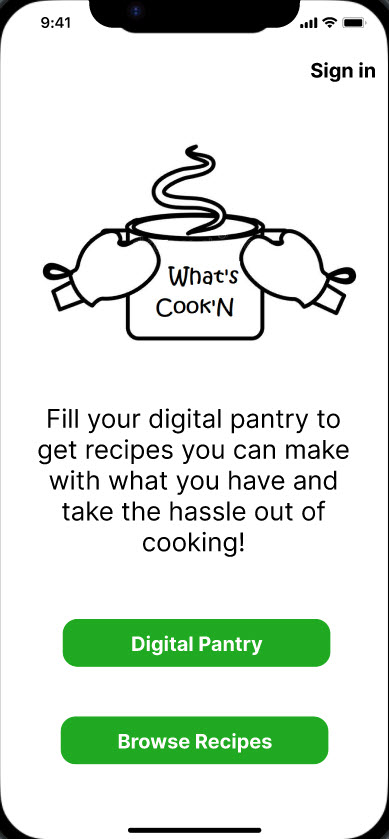 9:41
Sign in
What's
Cook'N
Fill your digital pantry to
get recipes you can make
with what you have and
take the hassle out of
cooking!
Digital Pantry
Browse Recipes